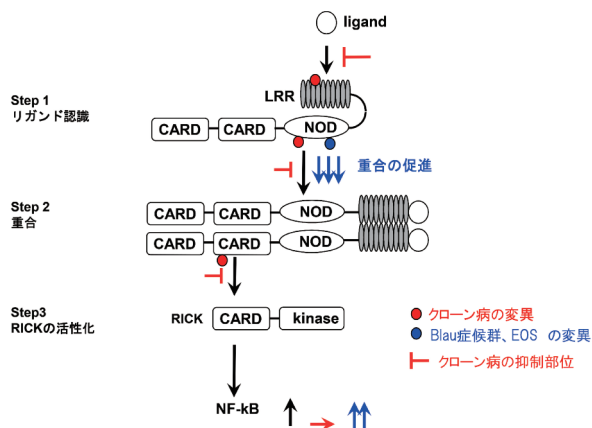 ligand
LRR
Step 1
リガンド認識
CARD CARD NOD
重合の促進
Step 2
重合
CARD CARD NOD
CARD CARD NOD
Step3
RICKの活性化
RICK CARD kinase
クローン病の変異
Blau症候群、EOS の変異
クローン病の抑制部位
NF-kB